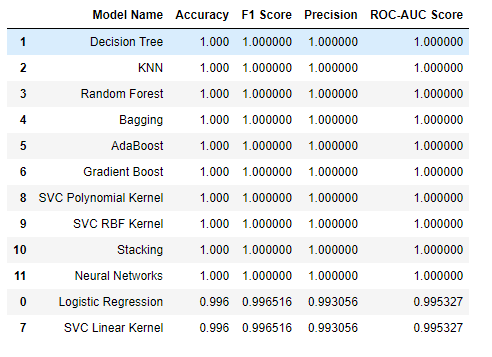 Model Name Accuracy F1 Score Precision ROC-AUC Score
1 Decision Tree 1.000 1.000000 1.000000 1.000000
2 KNN 1.000 1.000000 1.000000 1.000000
3 Random Forest 1.000 1.000000 1.000000 1.000000
4 Bagging 1.000 1.000000 1.000000 1.000000
5 AdaBoost 1.000 1.000000 1.000000 1.000000
6 Gradient Boost 1.000 1.000000 1.000000 1.000000
8 SVC Polynomial Kernel 1.000 1.000000 1.000000 1.000000
9 SVC RBF Kernel 1.000 1.000000 1.000000 1.000000
10 Stacking 1.000 1.000000 1.000000 1.000000
11 Neural Networks 1.000 1.000000 1.000000 1.000000
0 Logistic Regression 0.996 0.996516 0.993056 0.995327
7 SVC Linear Kernel 0.996 0.996516 0.993056 0.995327